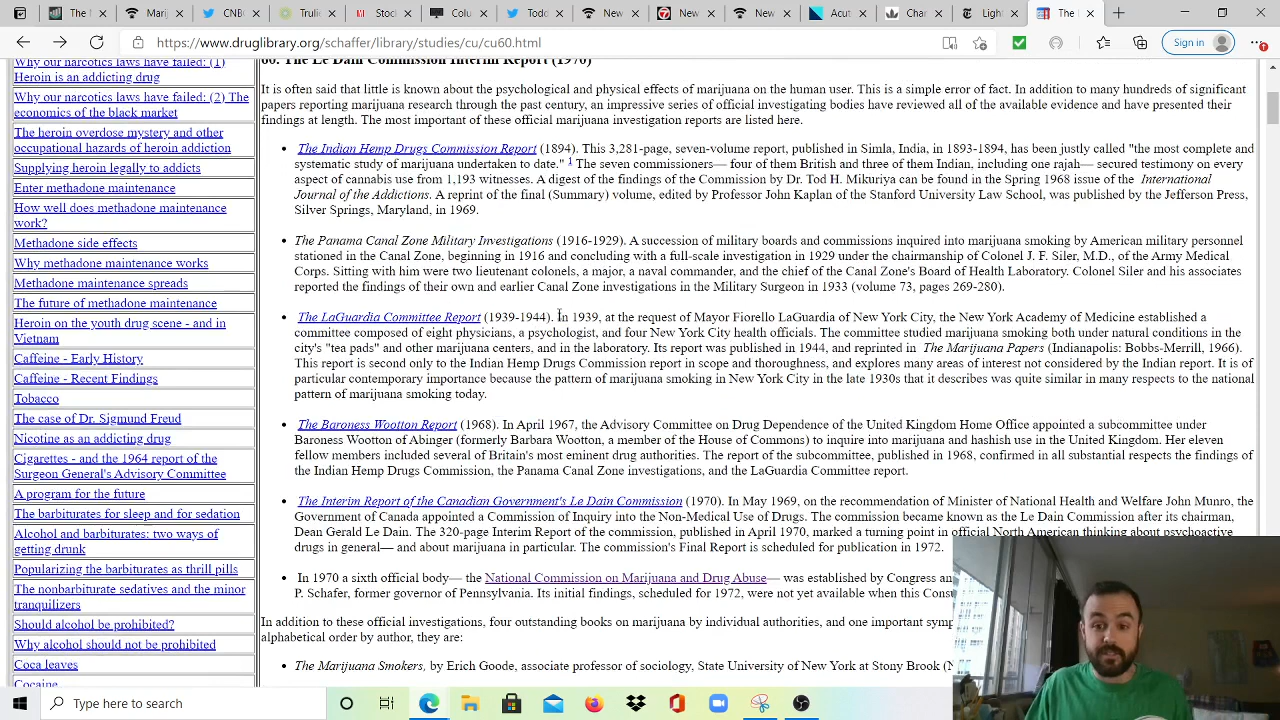 The M
Marij
CNBC
Trulie
Stoci
Colu
Todo
New
New
New
Acut
Char
Light
The L
https://www.druglibrary.org/schaffer/library/studies/cu/cu60.html
Sign in
Why our narcotics laws have failed: (1)
Heroin is an addicting drug
Why our narcotics laws have failed: (2) The
economics of the black market
The heroin overdose mystery and other
occupational hazards of heroin addiction
Supplying heroin legally to addicts
Enter methadone maintenance
How well does methadone maintenance
work?
Methadone side effects
Why methadone maintenance works
Methadone maintenance spreads
The future of methadone maintenance
Heroin on the youth drug scene - and in
Vietnam
Caffeine - Early History
Caffeine - Recent Findings
Tobacco
The case of Dr. Sigmund Freud
Nicotine as an addicting drug
Cigarettes - and the 1964 report of the
Surgeon General's Advisory Committee
A program for the future
The barbiturates for sleep and for sedation
Alcohol and barbiturates: two ways of
getting drunk
Popularizing the barbiturates as thrill pills
The nonbarbiturate sedatives and the minor
tranquilizers
Should alcohol be prohibited?
Why alcohol should not be prohibited
Coca leaves
Cocaine
60. The Le Dain Commission Interim Report (1970)
It is often said that little is known about the psychological and physical effects of marijuana on the human user. This is a simple error of fact. In addition to many hundreds of significant
papers reporting marijuana research through the past century, an impressive series of official investigating bodies have reviewed all of the available evidence and have presented their
findings at length. The most important of these official marijuana investigation reports are listed here.
• The Indian Hemp Drugs Commission Report (1894). This 3,281-page, seven-volume report, published in Simla, India, in 1893-1894, has been justly called "the most complete and
systematic study of marijuana undertaken to date." 1 The seven commissioners— four of them British and three of them Indian, including one rajah— secured testimony on every
aspect of cannabis use from 1,193 witnesses. A digest of the findings of the Commission by Dr. Tod H. Mikuriya can be found in the Spring 1968 issue of the International
Journal of the Addictions. A reprint of the final (Summary) volume, edited by Professor John Kaplan of the Stanford University Law School, was published by the Jefferson Press,
Silver Springs, Maryland, in 1969.
• The Panama Canal Zone Military Investigations (1916-1929). A succession of military boards and commissions inquired into marijuana smoking by American military personnel
stationed in the Canal Zone, beginning in 1916 and concluding with a full-scale investigation in 1929 under the chairmanship of Colonel J. F. Siler, M.D., of the Army Medical
Corps. Sitting with him were two lieutenant colonels, a major, a naval commander, and the chief of the Canal Zone's Board of Health Laboratory. Colonel Siler and his associates
reported the findings of their own and earlier Canal Zone investigations in the Military Surgeon in 1933 (volume 73, pages 269-280).
• The LaGuardia Committee Report (1939-1944). In 1939, at the request of Mayor Fiorello LaGuardia of New York City, the New York Academy of Medicine established a
committee composed of eight physicians, a psychologist, and four New York City health officials. The committee studied marijuana smoking both under natural conditions in the
city's "tea pads" and other marijuana centers, and in the laboratory. Its report was published in 1944, and reprinted in The Marijuana Papers (Indianapolis: Bobbs-Merrill, 1966).
This report is second only to the Indian Hemp Drugs Commission report in scope and thoroughness, and explores many areas of interest not considered by the Indian report. It is of
particular contemporary importance because the pattern of marijuana smoking in New York City in the late 1930s that it describes was quite similar in many respects to the national
pattern of marijuana smoking today.
• The Baroness Wootton Report (1968). In April 1967, the Advisory Committee on Drug Dependence of the United Kingdom Home Office appointed a subcommittee under
Baroness Wootton of Abinger (formerly Barbara Wootton, a member of the House of Commons) to inquire into marijuana and hashish use in the United Kingdom. Her eleven
fellow members included several of Britain's most eminent drug authorities. The report of the subcommittee, published in 1968, confirmed in all substantial respects the findings of
the Indian Hemp Drugs Commission, the Panama Canal Zone investigations, and the LaGuardia Committee report.
• The Interim Report of the Canadian Government's Le Dain Commission (1970). In May 1969, on the recommendation of Minister of National Health and Welfare John Munro, the
Government of Canada appointed a Commission of Inquiry into the Non-Medical Use of Drugs. The commission became known as the Le Dain Commission after its chairman,
Dean Gerald Le Dain. The 320-page Interim Report of the commission, published in April 1970, marked a turning point in official North American thinking about psychoactive
drugs in general— and about marijuana in particular. The commission's Final Report is scheduled for publication in 1972.
• In 1970 a sixth official body— the National Commission on Marijuana and Drug Abuse— was established by Congress an
P. Schafer, former governor of Pennsylvania. Its initial findings, scheduled for 1972, were not yet available when this Cons
In addition to these official investigations, four outstanding books on marijuana by individual authorities, and one important symp
alphabetical order by author, they are:
• The Marijuana Smokers, by Erich Goode, associate professor of sociology, State University of New York at Stony Brook (N
Type here to search